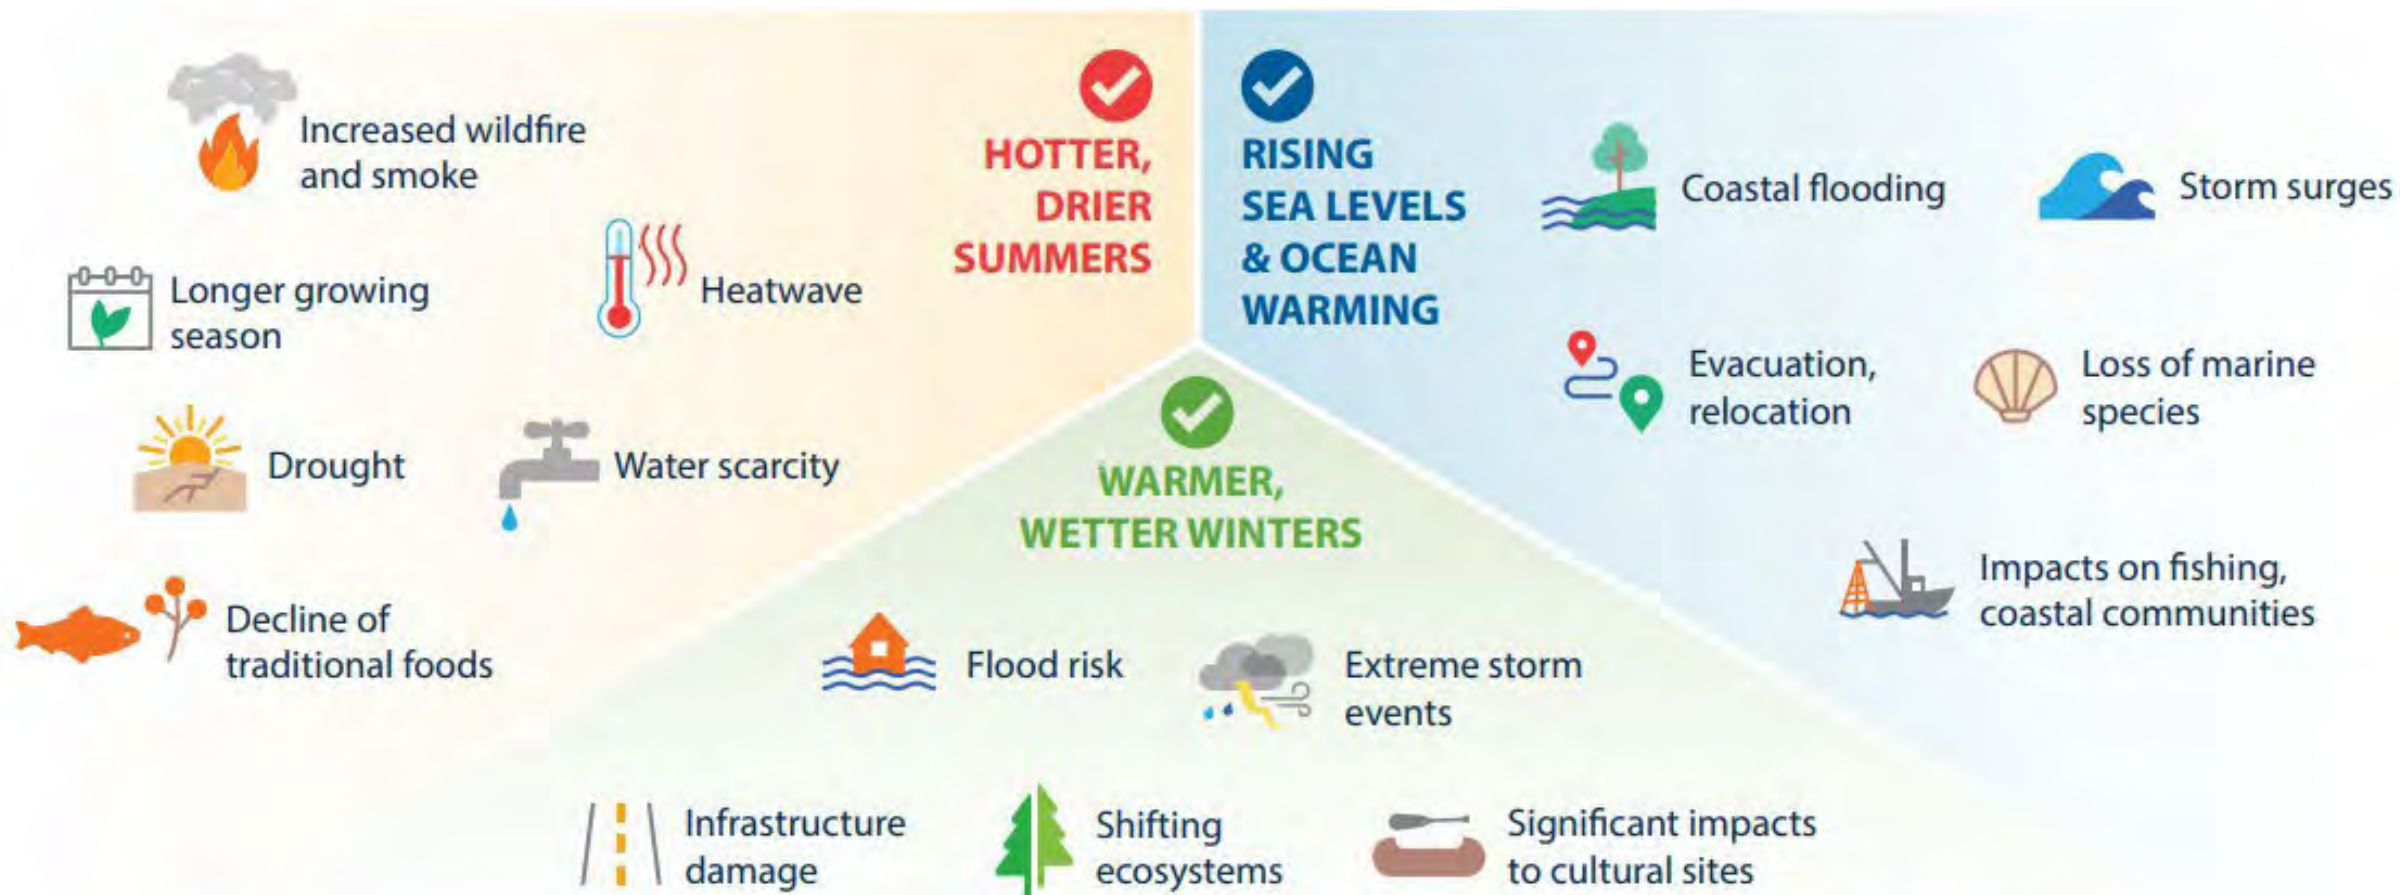 HOTTER,
DRIER
SUMMERS
Increased wildfire
and smoke
Longer growing
season
Heatwave
Drought
Water scarcity
Decline of
traditional foods
RISING
SEA LEVELS
& OCEAN
WARMING
Coastal flooding
Storm surges
Evacuation,
relocation
Loss of marine
species
Impacts on fishing,
coastal communities
WARMER,
WETTER WINTERS
Flood risk
Extreme storm
events
Infrastructure
damage
Shifting
ecosystems
Significant impacts
to cultural sites